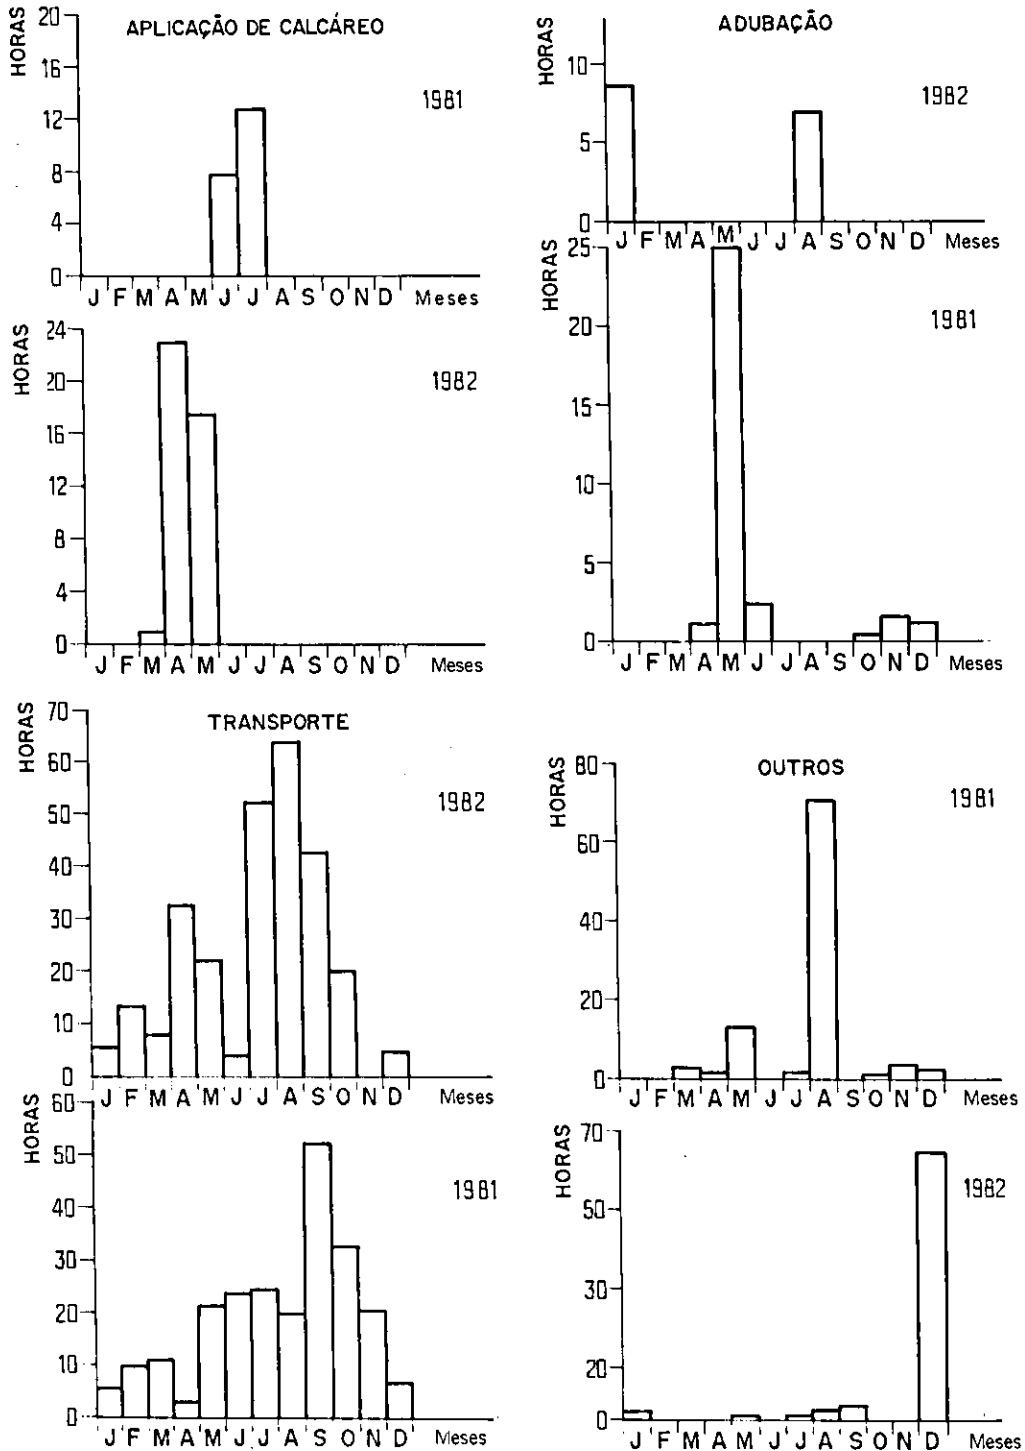 APLICAÇÃO DE CALCÁREO
HORAS
20
16
12
8
4
0
1981
J F M A M J J A S O N D Meses
HORAS
24
20
16
12
8
4
0
1982
J F M A M J J A S O N D Meses
TRANSPORTE
HORAS
70
60
50
40
30
20
10
0
1982
J F M A M J J A S O N D Meses
HORAS
60
50
40
30
20
10
0
1981
J F M A M J J A S O N D Meses
ADUBAÇÃO
HORAS
10
5
0
1982
J F M A M J J A S O N D Meses
HORAS
25
20
15
10
5
0
1981
J F M A M J J A S O N D Meses
OUTROS
HORAS
80
60
40
20
0
1981
J F M A M J J A S O N D Meses
HORAS
70
50
30
20
0
1982
J F M A M J J A S O N D Meses